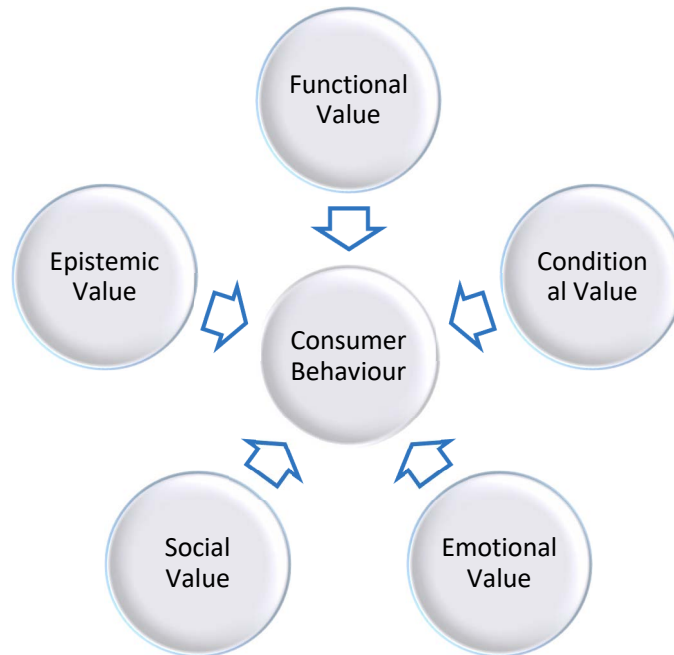 Functional
Value
Epistemic
Value
Condition
al Value
Consumer
Behaviour
Social
Value
Emotional
Value